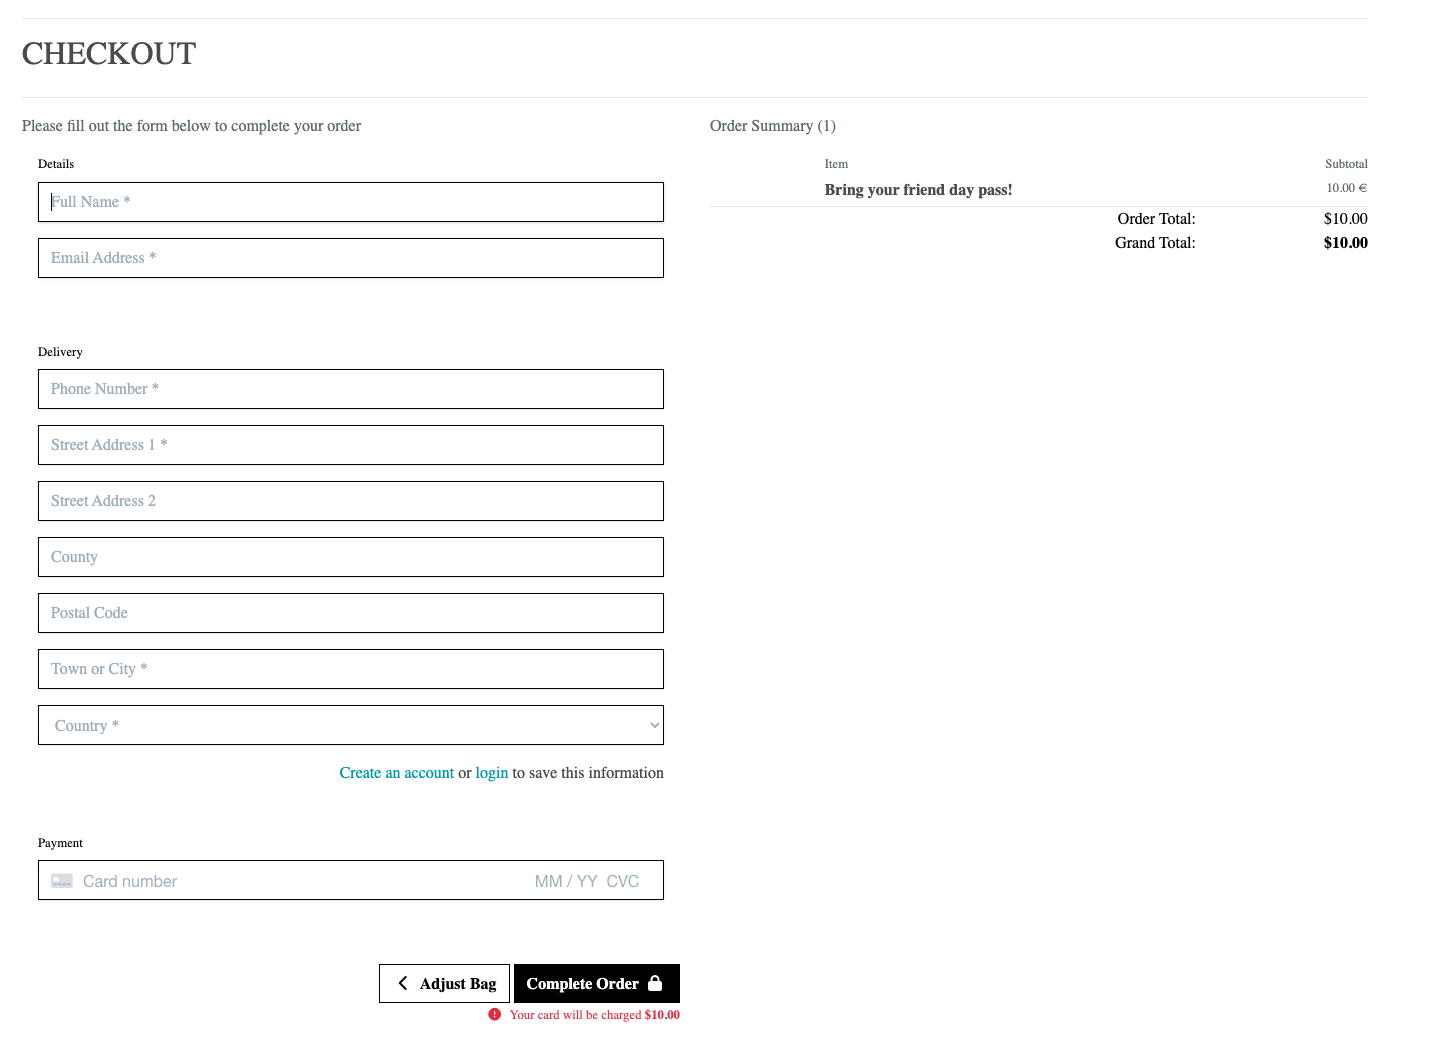 CHECKOUT
Please fill out the form below to complete your order
Details
Full Name *
Email Address *
Delivery
Phone Number *
Street Address 1 *
Street Address 2
County
Postal Code
Town or City *
Country *
Create an account or login to save this information
Payment
Card number MM / YY CVC
Adjust Bag Complete Order
Your card will be charged $10.00
Order Summary (1)
Item Subtotal
Bring your friend day pass! 10.00 €
Order Total: $10.00
Grand Total: $10.00